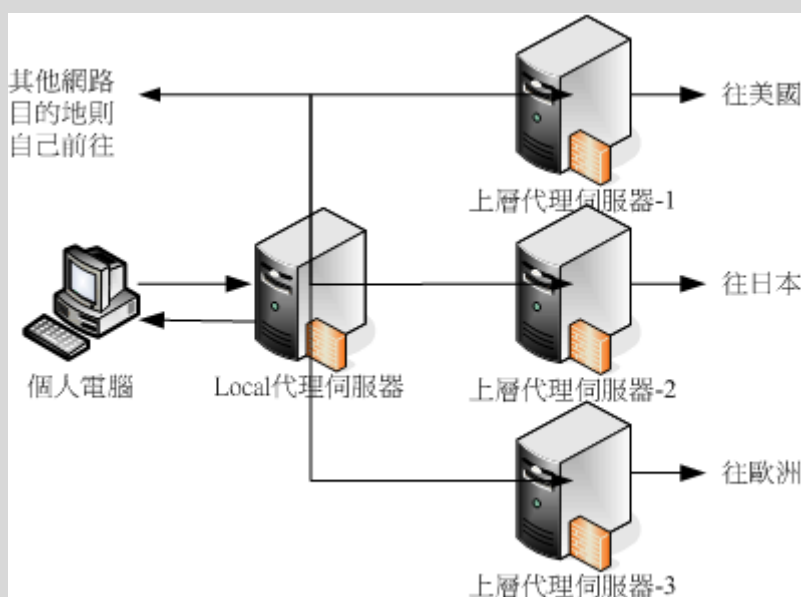 其他網路
目的地則
自己前往
往美國
上層代理伺服器-1
往日本
個人電腦
Local代理伺服器
上層代理伺服器-2
往歐洲
上層代理伺服器-3